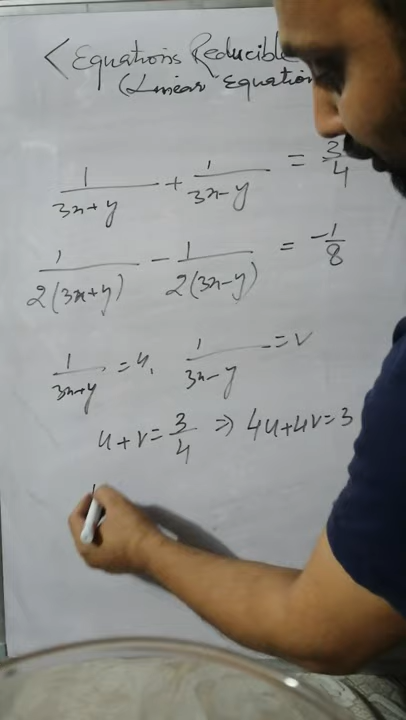 < Equations Reducible
(Linear Equation
1/(3x+y) + 1/(3x-y) = 3/4
1/(2(3x+y)) - 1/(2(3x-y)) = -1/8
1/(3x+y) = u, 1/(3x-y) = v
u+v = 3/4 ⇒ 4u+4v=3